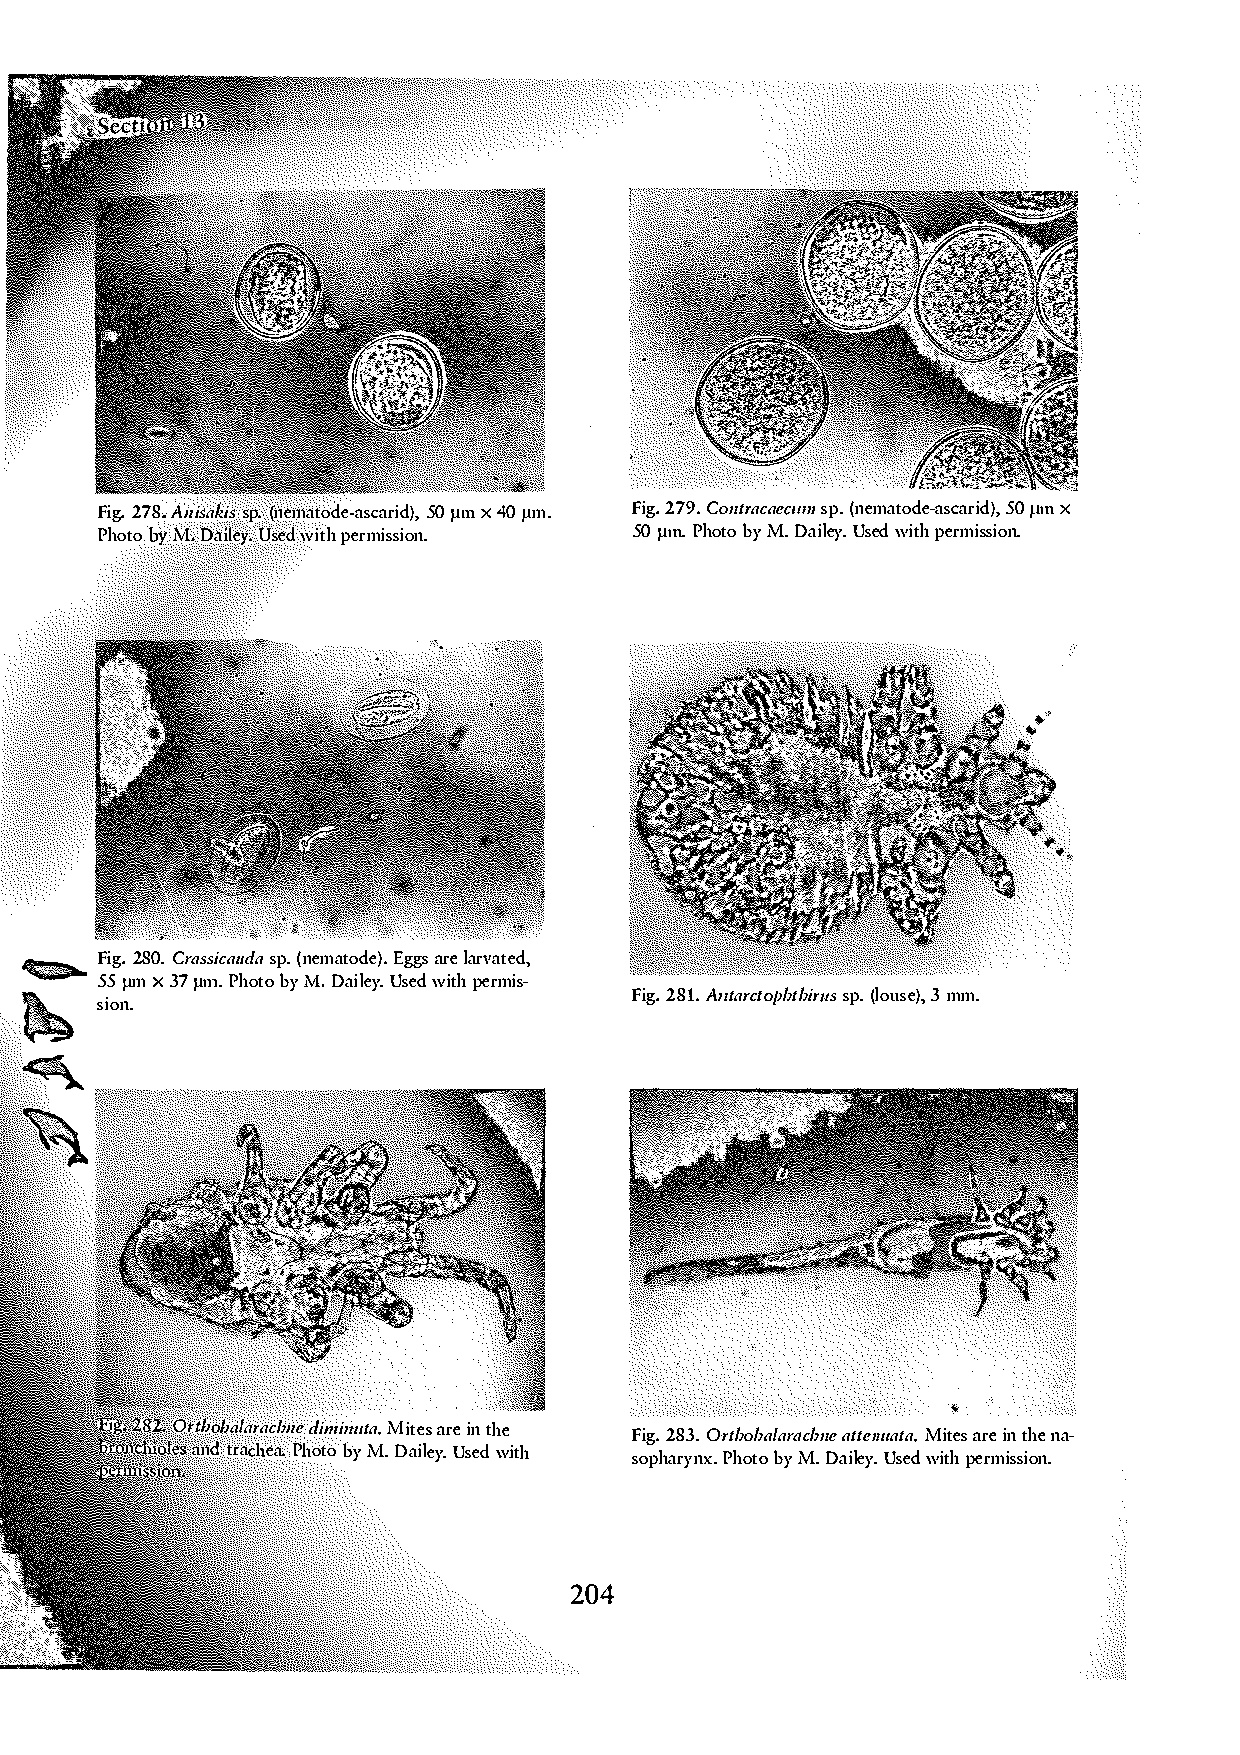 Section 13
Fig. 278. Anisakis sp. (nematode-ascarid), 50 µm × 40 µm.
Photo by M. Dailey. Used with permission.
Fig. 279. Contracaecum sp. (nematode-ascarid), 50 µm ×
50 µm. Photo by M. Dailey. Used with permission.
Fig. 280. Crassicauda sp. (nematode). Eggs are larvated,
55 µm × 37 µm. Photo by M. Dailey. Used with permis-
sion.
Fig. 281. Antarctophthirus sp. (louse), 3 mm.
Fig. 282. Orthohalarachne diminuta. Mites are in the
bronchioles and trachea. Photo by M. Dailey. Used with
permission.
Fig. 283. Orthohalarachne attenuata. Mites are in the na-
sopharynx. Photo by M. Dailey. Used with permission.
204